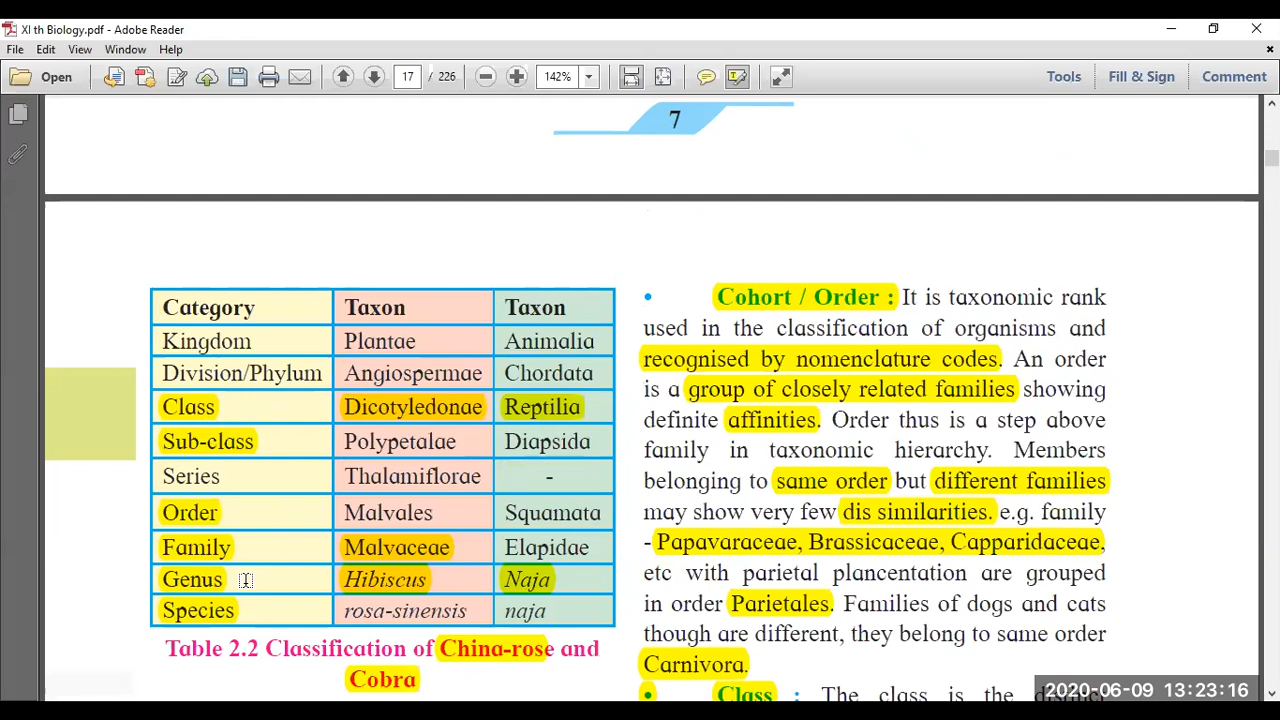 XI th Biology.pdf - Adobe Reader
File Edit View Window Help
Open 17 / 226 142% Tools Fill & Sign Comment
7
Category Taxon Taxon
Kingdom Plantae Animalia
Division/Phylum Angiospermae Chordata
Class Dicotyledonae Reptilia
Sub-class Polypetalae Diapsida
Series Thalamiflorae -
Order Malvales Squamata
Family Malvaceae Elapidae
Genus Hibiscus Naja
Species rosa-sinensis naja
Table 2.2 Classification of China-rose and
Cobra
• Cohort / Order : It is taxonomic rank
used in the classification of organisms and
recognised by nomenclature codes. An order
is a group of closely related families showing
definite affinities. Order thus is a step above
family in taxonomic hierarchy. Members
belonging to same order but different families
may show very few dis similarities. e.g. family
- Papavaraceae, Brassicaceae, Capparidaceae,
etc with parietal plancentation are grouped
in order Parietales. Families of dogs and cats
though are different, they belong to same order
Carnivora.
• Class : The class is the distinct
2020-06-09 13:23:16